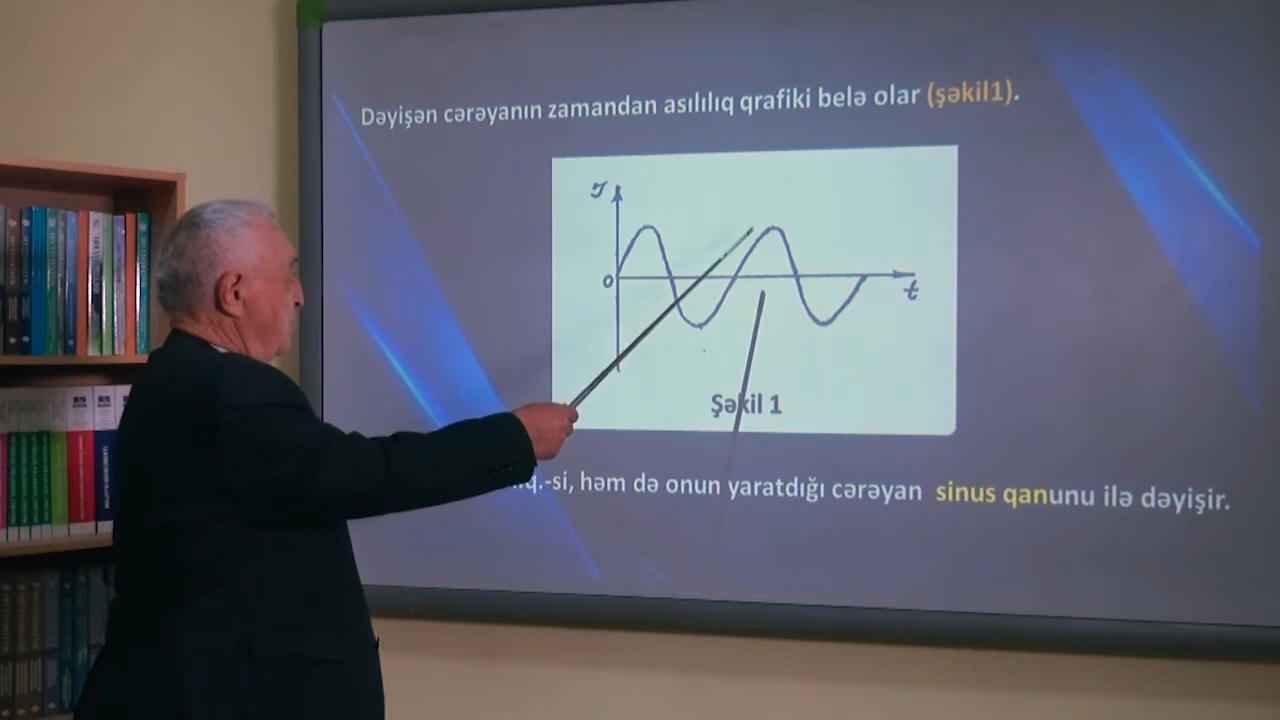 Dəyişən cərəyanın zamandan asılılıq qrafiki belə olar (şəkil1).
I
0
t
Şəkil 1
-si, həm də onun yaratdığı cərəyan sinus qanunu ilə dəyişir.